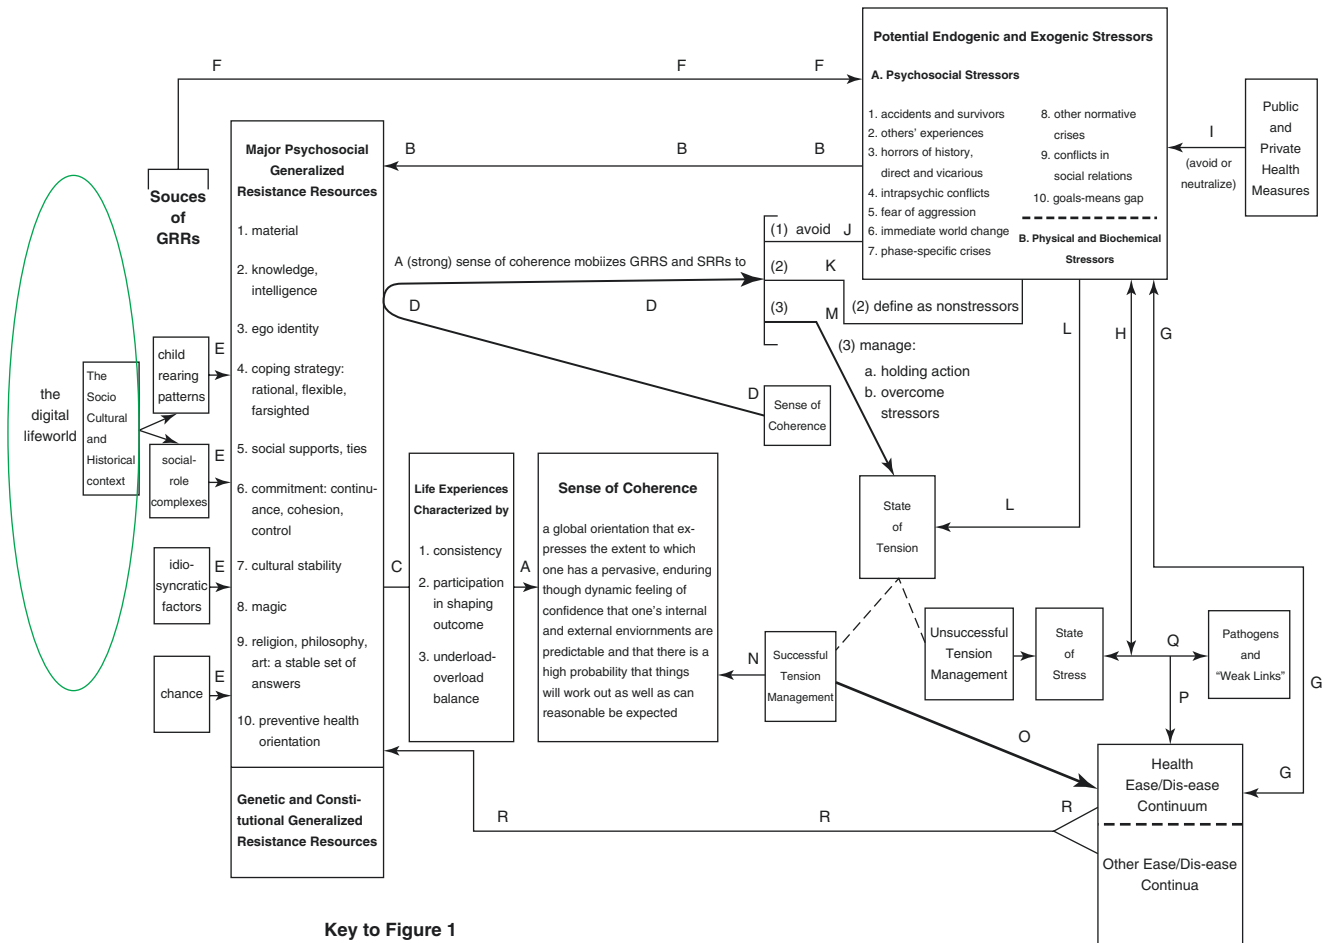 Potential Endogenic and Exogenic Stressors
A. Psychosocial Stressors
1. accidents and survivors
2. others' experiences
3. horrors of history,
direct and vicarious
4. intrapsychic conflicts
5. fear of aggression
6. immediate world change
7. phase-specific crises
8. other normative
crises
9. conflicts in
social relations
10. goals-means gap
B. Physical and Biochemical
Stressors
Public
and
Private
Health
Measures
I
(avoid or
neutralize)
F F F
B B B
Souces
of
GRRs
Major Psychosocial
Generalized
Resistance Resources
1. material
2. knowledge,
intelligence
3. ego identity
4. coping strategy:
rational, flexible,
farsighted
5. social supports, ties
6. commitment: continu-
ance, cohesion,
control
7. cultural stability
8. magic
9. religion, philosophy,
art: a stable set of
answers
10. preventive health
orientation
Genetic and Consti-
tutional Generalized
Resistance Resources
the
digital
lifeworld
The
Socio
Cultural
and
Historical
context
child
rearing
patterns
E
social-
role
complexes
E
idio-
syncratic
factors
E
chance
E
A (strong) sense of coherence mobiizes GRRS and SRRs to
D D
D
(1) avoid J
(2) K
(3) M
(2) define as nonstressors
(3) manage:
a. holding action
b. overcome
stressors
Sense of
Coherence
L
H
G
L
State
of
Tension
C
Life Experiences
Characterized by
1. consistency
2. participation
in shaping
outcome
3. underload-
overload
balance
A
Sense of Coherence
a global orientation that ex-
presses the extent to which
one has a pervasive, enduring
though dynamic feeling of
confidence that one's internal
and external enviornments are
predictable and that there is a
high probability that things
will work out as well as can
reasonable be expected
N
Successful
Tension
Management
Unsuccessful
Tension
Management
State
of
Stress
Q
Pathogens
and
“Weak Links”
P
G
O
G
Health
Ease/Dis-ease
Continuum
Other Ease/Dis-ease
Continua
R R R
Key to Figure 1